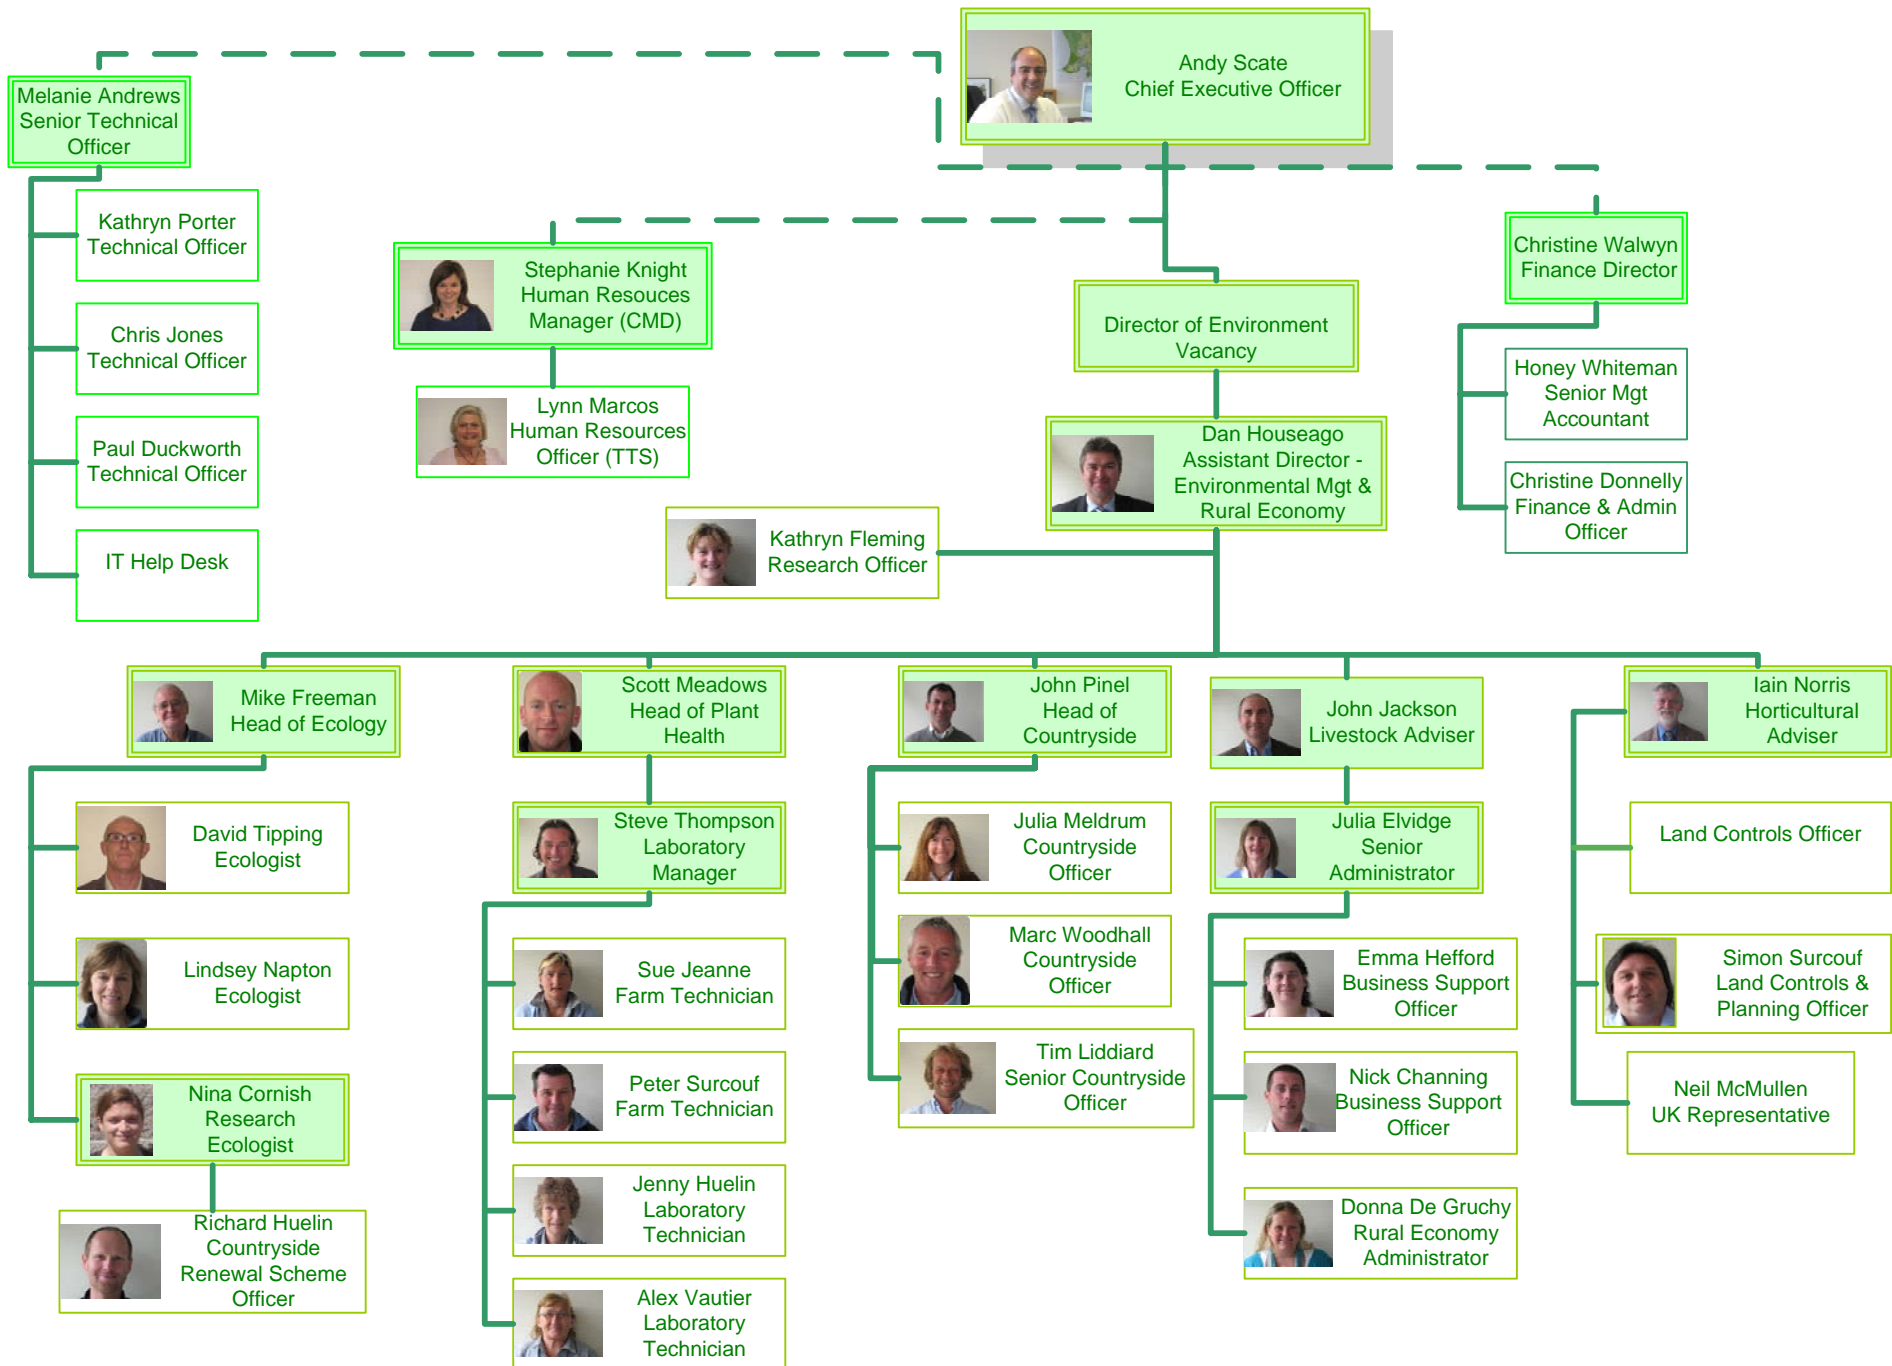 Andy Scate
Chief Executive Officer
Melanie Andrews
Senior Technical
Officer
Kathryn Porter
Technical Officer
Chris Jones
Technical Officer
Paul Duckworth
Technical Officer
IT Help Desk
Stephanie Knight
Human Resouces
Manager (CMD)
Lynn Marcos
Human Resources
Officer (TTS)
Director of Environment
Vacancy
Christine Walwyn
Finance Director
Honey Whiteman
Senior Mgt
Accountant
Christine Donnelly
Finance & Admin
Officer
Dan Houseago
Assistant Director -
Environmental Mgt &
Rural Economy
Kathryn Fleming
Research Officer
Mike Freeman
Head of Ecology
David Tipping
Ecologist
Lindsey Napton
Ecologist
Nina Cornish
Research
Ecologist
Richard Huelin
Countryside
Renewal Scheme
Officer
Scott Meadows
Head of Plant
Health
Steve Thompson
Laboratory
Manager
Sue Jeanne
Farm Technician
Peter Surcouf
Farm Technician
Jenny Huelin
Laboratory
Technician
Alex Vautier
Laboratory
Technician
John Pinel
Head of
Countryside
Julia Meldrum
Countryside
Officer
Marc Woodhall
Countryside
Officer
Tim Liddiard
Senior Countryside
Officer
John Jackson
Livestock Adviser
Julia Elvidge
Senior
Administrator
Emma Hefford
Business Support
Officer
Nick Channing
Business Support
Officer
Donna De Gruchy
Rural Economy
Administrator
Iain Norris
Horticultural
Adviser
Land Controls Officer
Simon Surcouf
Land Controls &
Planning Officer
Neil McMullen
UK Representative